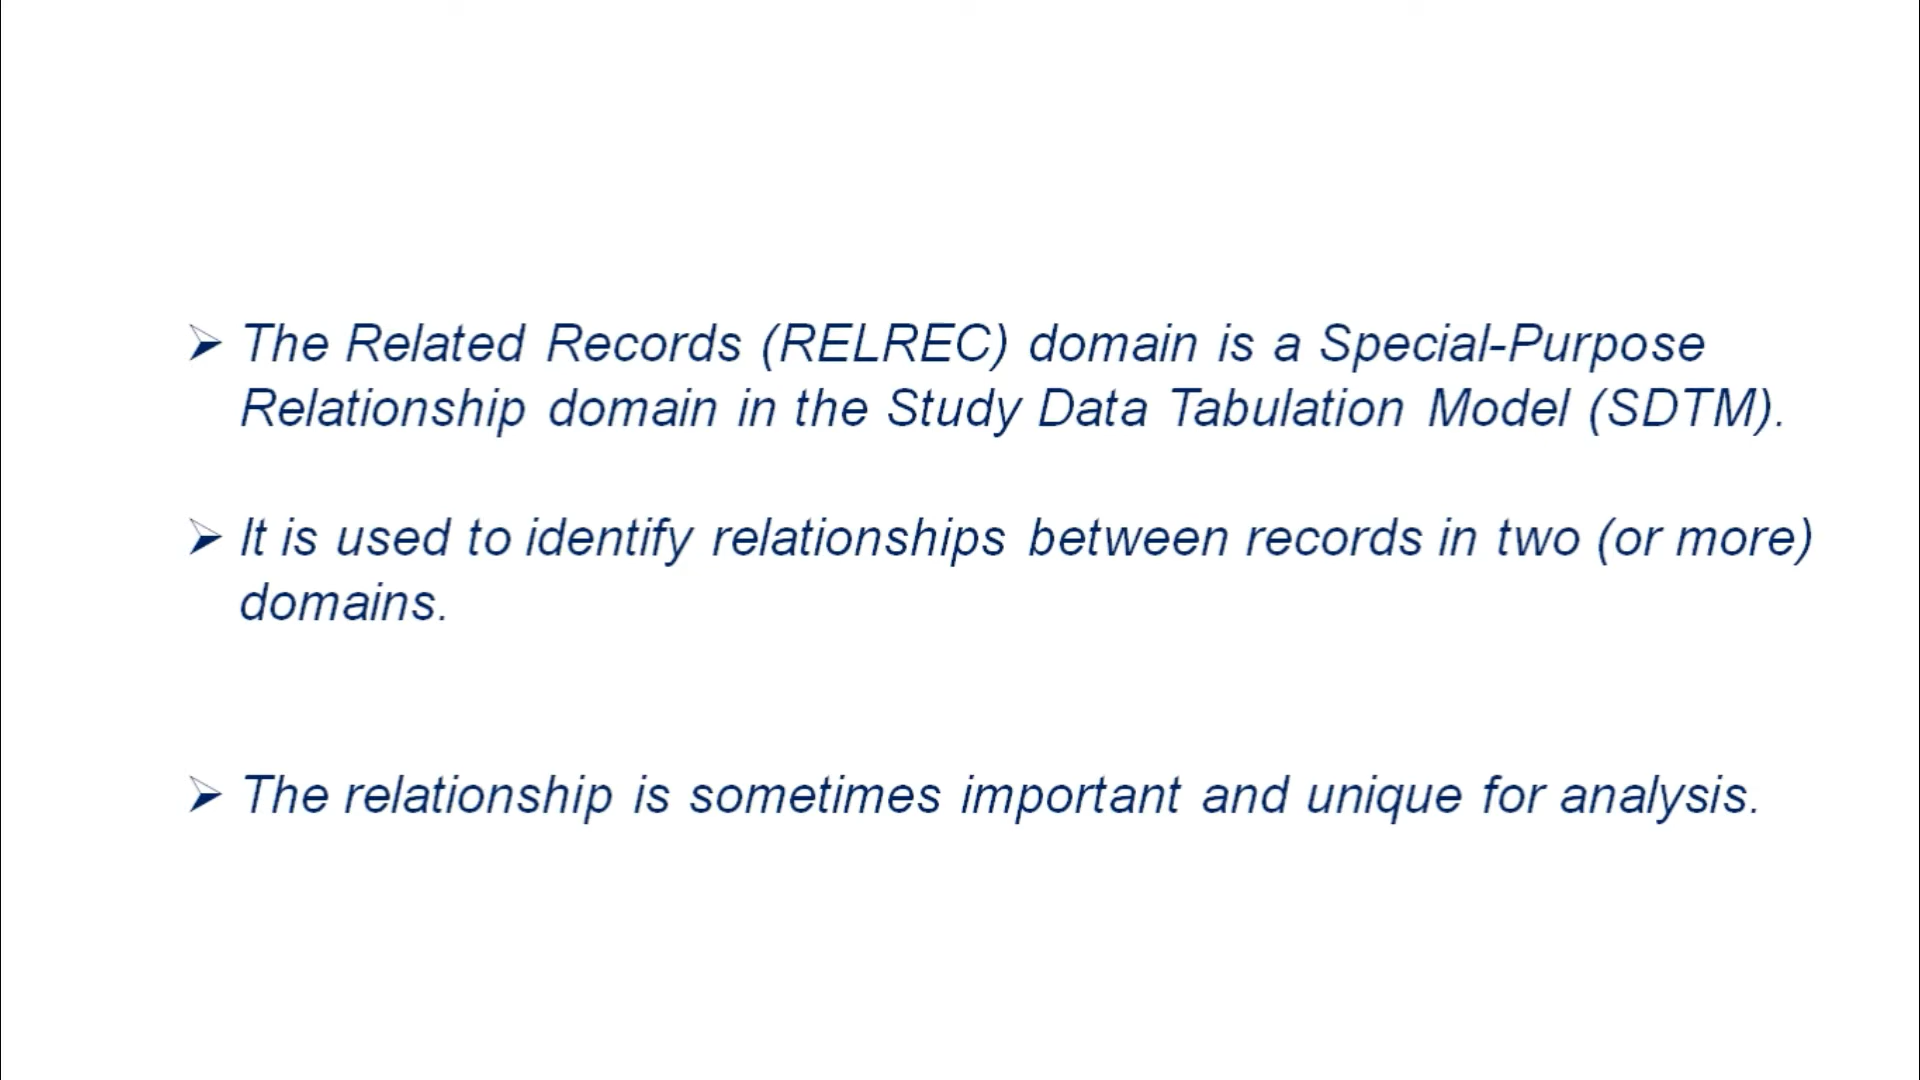 ➢ The Related Records (RELREC) domain is a Special-Purpose
Relationship domain in the Study Data Tabulation Model (SDTM).
➢ It is used to identify relationships between records in two (or more)
domains.
➢ The relationship is sometimes important and unique for analysis.